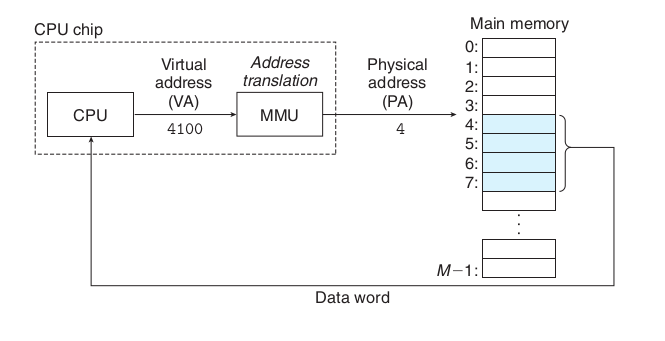 CPU chip
Main memory
Virtual
address
(VA)
Address
translation
Physical
address
(PA)
CPU
MMU
4100
4
0:
1:
2:
3:
4:
5:
6:
7:
⋮
M−1:
Data word